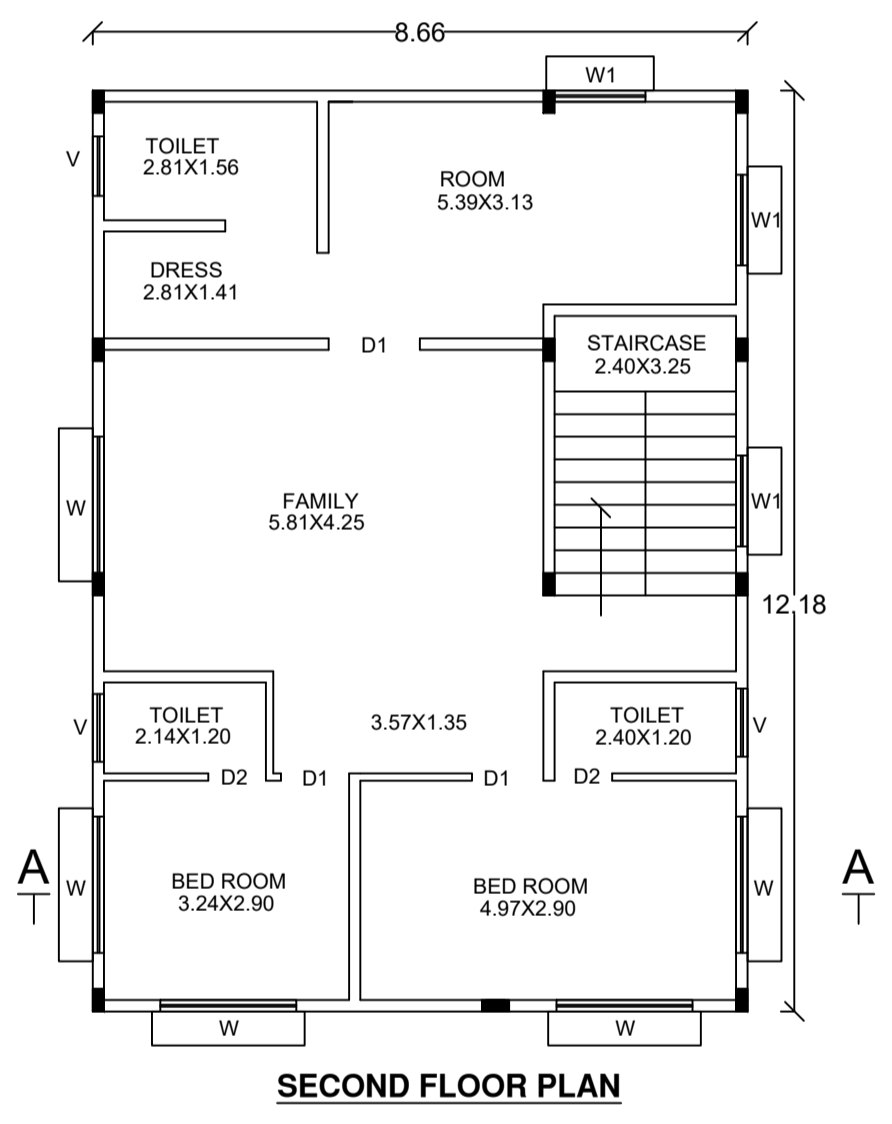 8.66
W1
TOILET
2.81X1.56
V
ROOM
5.39X3.13
W1
DRESS
2.81X1.41
D1
STAIRCASE
2.40X3.25
FAMILY
5.81X4.25
W
W1
12.18
TOILET
2.14X1.20
V
3.57X1.35
TOILET
2.40X1.20
V
D2
D1
D1
D2
A
W
BED ROOM
3.24X2.90
BED ROOM
4.97X2.90
W
A
W
W
SECOND FLOOR PLAN